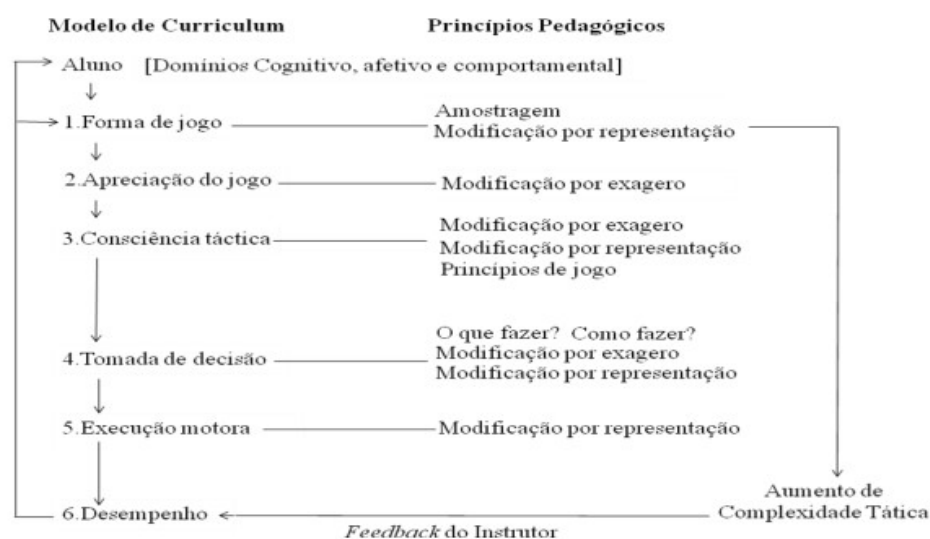 Modelo de Curriculum Princípios Pedagógicos
Aluno [Domínios Cognitivo, afetivo e comportamental]
1.Forma de jogo
Amostragem
Modificação por representação
2.Apreciação do jogo
Modificação por exagero
3.Consciência táctica
Modificação por exagero
Modificação por representação
Princípios de jogo
4.Tomada de decisão
O que fazer? Como fazer?
Modificação por exagero
Modificação por representação
5.Execução motora
Modificação por representação
6.Desempenho
Aumento de
Complexidade Tática
Feedback do Instrutor